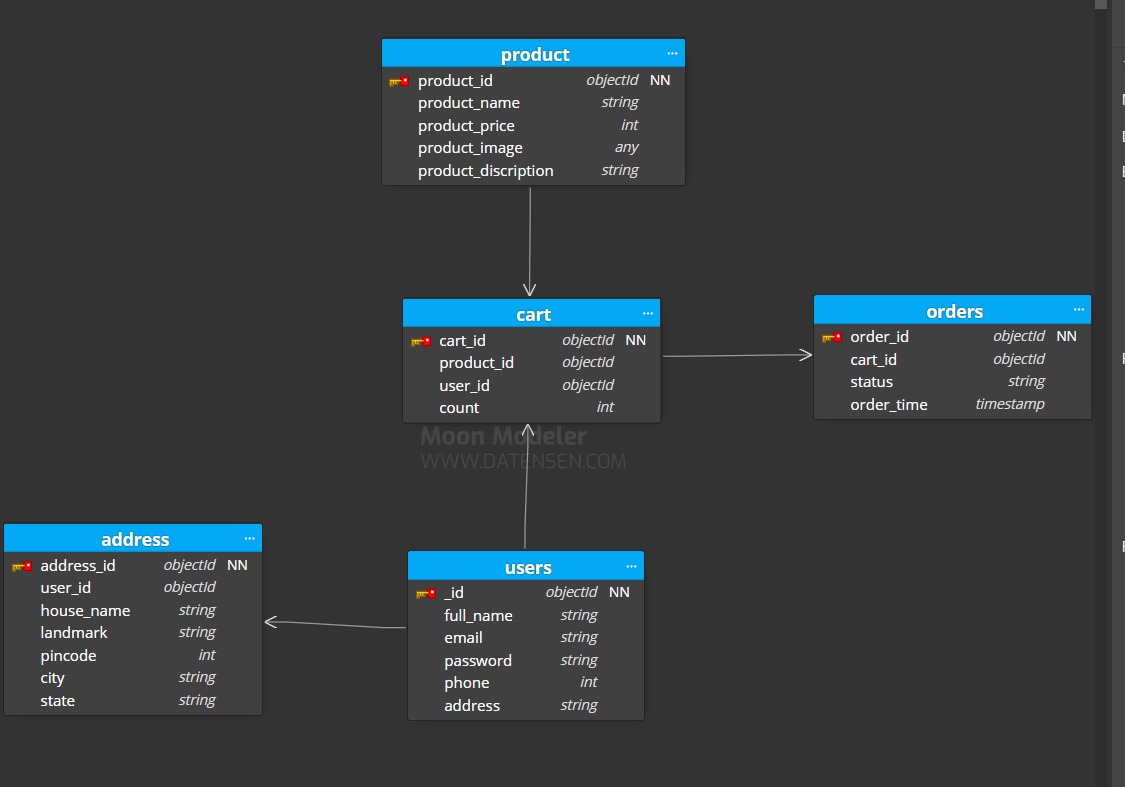 product ...
product_id objectId NN
product_name string
product_price int
product_image any
product_discription string
cart ...
cart_id objectId NN
product_id objectId
user_id objectId
count int
orders ...
order_id objectId NN
cart_id objectId
status string
order_time timestamp
Moon Modeler
WWW.DATENSEN.COM
address ...
address_id objectId NN
user_id objectId
house_name string
landmark string
pincode int
city string
state string
users ...
_id objectId NN
full_name string
email string
password string
phone int
address string